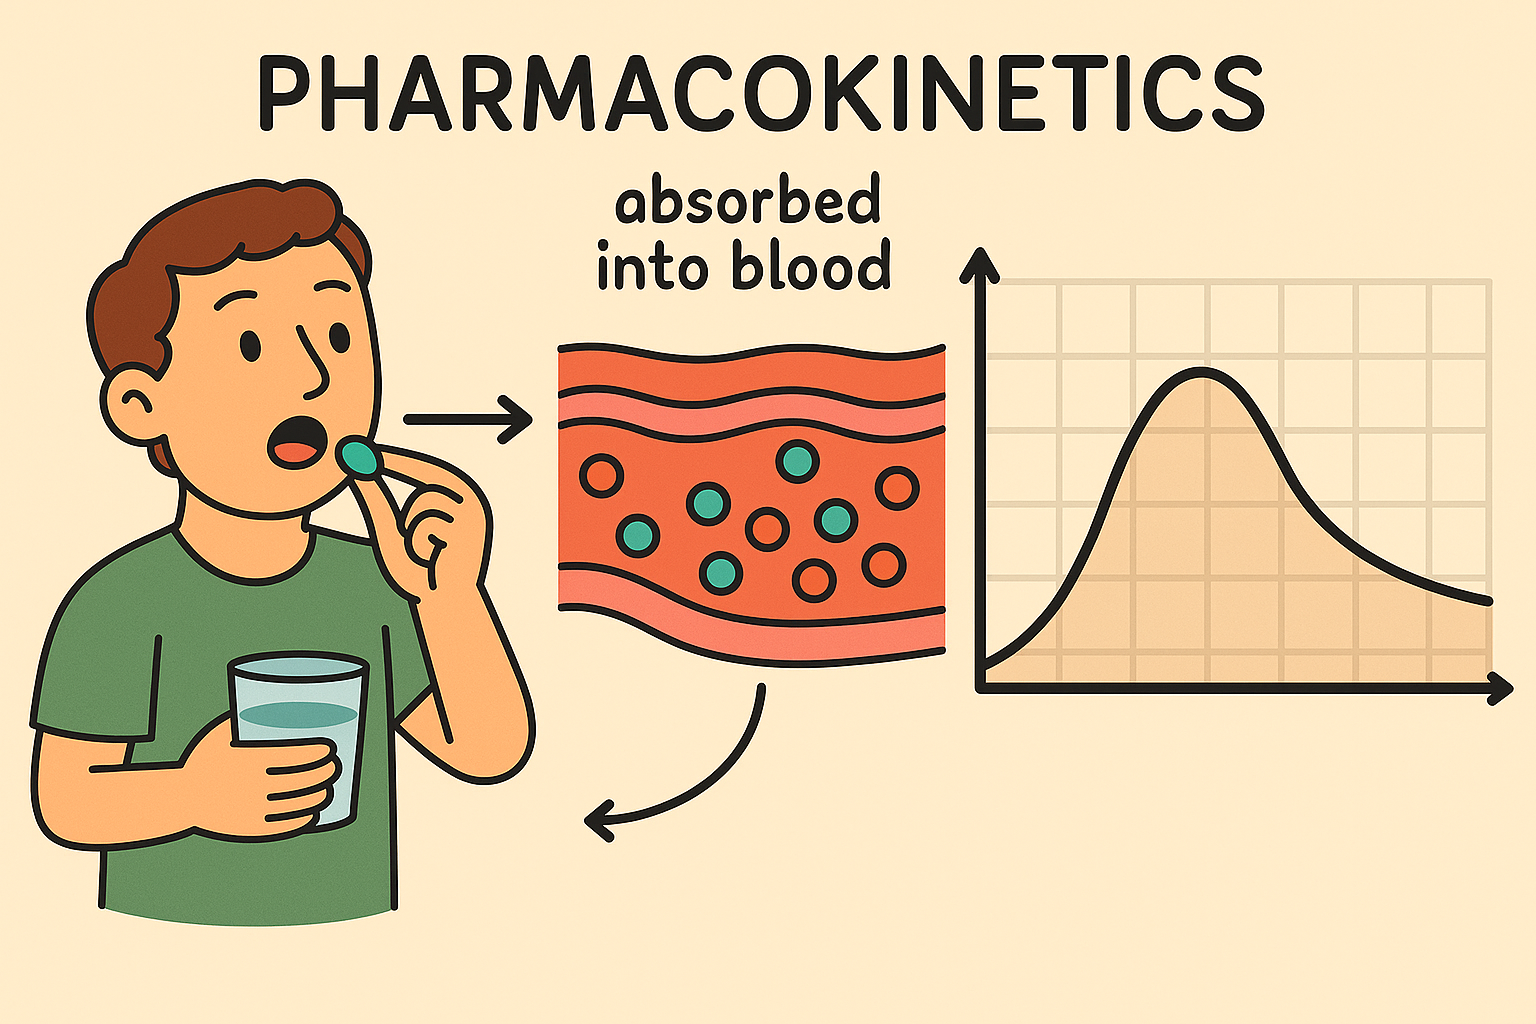 PHARMACOKINETICS
absorbed
into blood